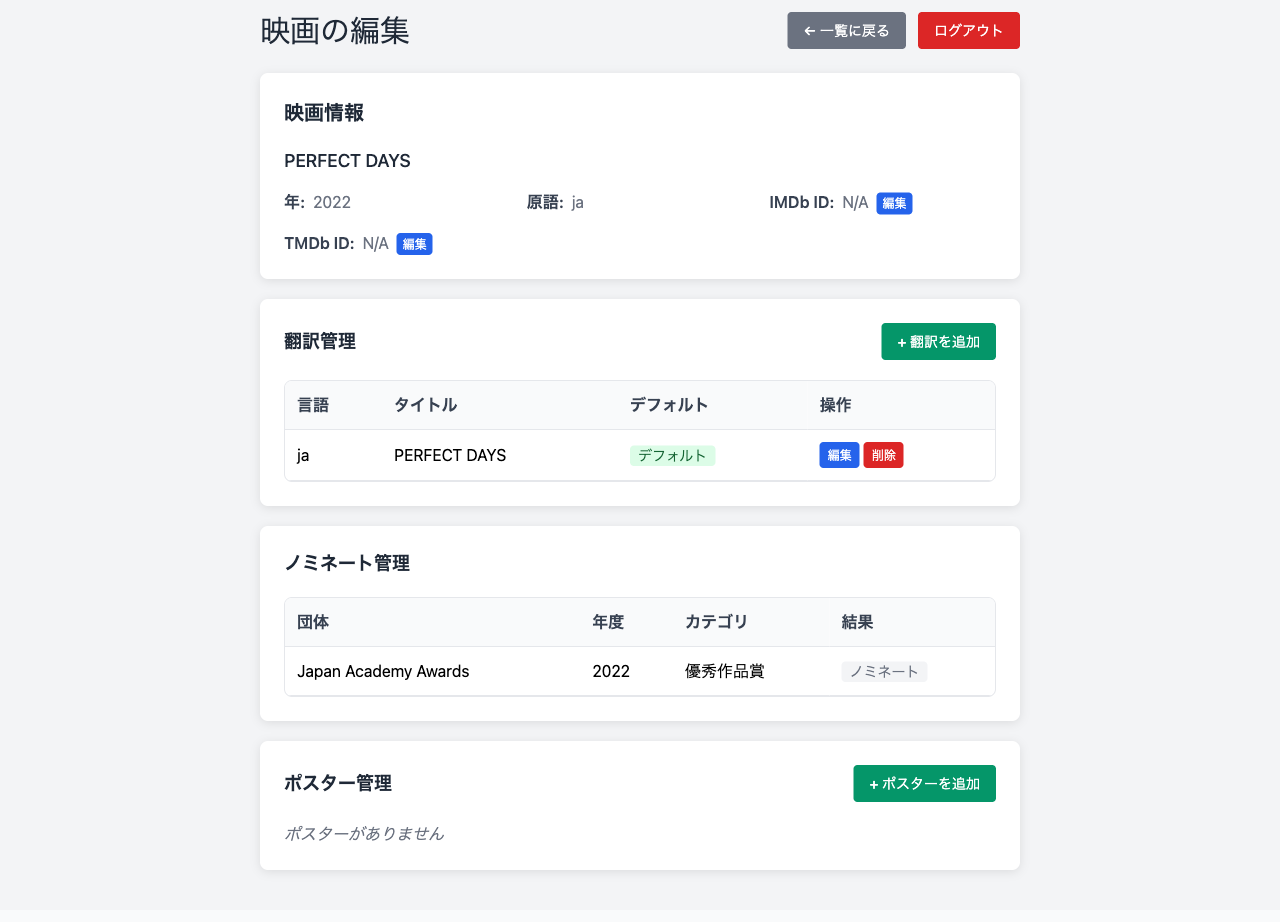 映画の編集
← 一覧に戻る
ログアウト
映画情報
PERFECT DAYS
年: 2022
原語: ja
IMDb ID: N/A 編集
TMDb ID: N/A 編集
翻訳管理
+ 翻訳を追加
言語 タイトル デフォルト 操作
ja PERFECT DAYS デフォルト 編集 削除
ノミネート管理
団体 年度 カテゴリ 結果
Japan Academy Awards 2022 優秀作品賞 ノミネート
ポスター管理
+ ポスターを追加
ポスターがありません